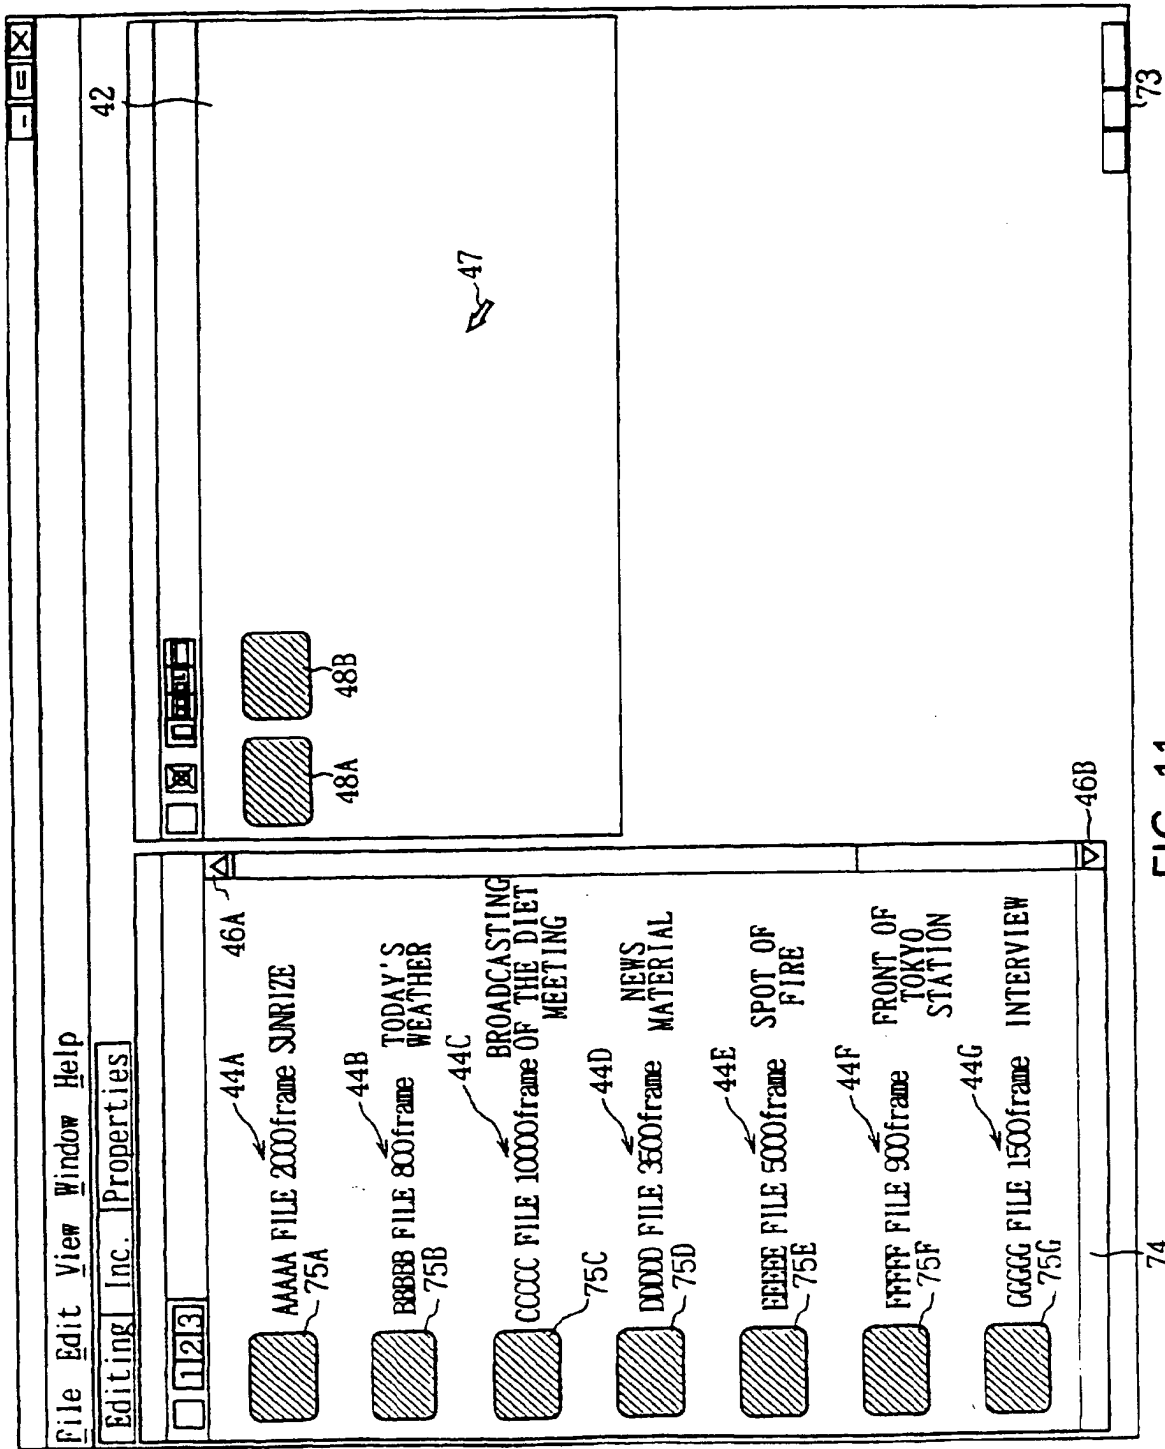 File Edit View Window Help
Editing Inc. Properties
1 2 3
46A
44A
AAAAA FILE 2000frame SUNRIZE
75A
44B
BBBBB FILE 800frame TODAY'S
WEATHER
75B
44C
CCCCC FILE 10000frame BROADCASTING
OF THE DIET
MEETING
75C
44D
DDDDD FILE 3500frame NEWS
MATERIAL
75D
44E
EEEEE FILE 5000frame SPOT OF
FIRE
75E
44F
FFFFF FILE 900frame FRONT OF
TOKYO
STATION
75F
44G
GGGGG FILE 1500frame INTERVIEW
75G
74
46B
42
48A
48B
47
73